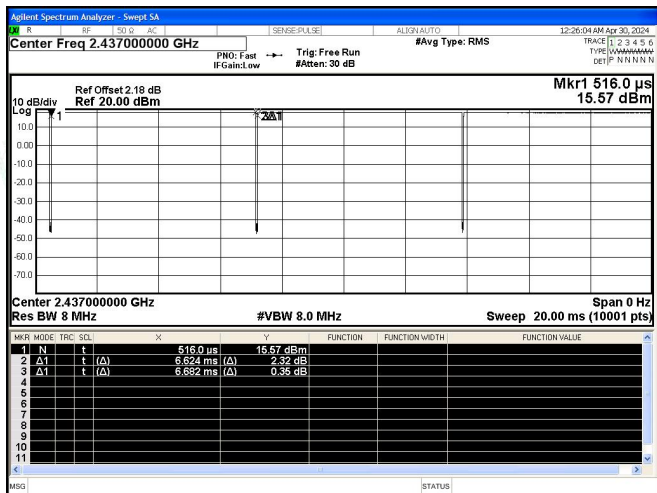 Agilent Spectrum Analyzer - Swept SA
R RF 50 Ω AC SENSE:PULSE ALIGN AUTO 12:26:04 AM Apr 30, 2024
Center Freq 2.437000000 GHz #Avg Type: RMS TRACE 1 2 3 4 5 6
PNO: Fast Trig: Free Run TYPE
IFGain:Low #Atten: 30 dB DET P N N N N N
Mkr1 516.0 µs
Ref Offset 2.18 dB
10 dB/div Ref 20.00 dBm 15.57 dBm
Log
1
10.0
0.00
-10.0
-20.0
-30.0
-40.0
-50.0
-60.0
-70.0
Center 2.437000000 GHz Span 0 Hz
Res BW 8 MHz #VBW 8.0 MHz Sweep 20.00 ms (10001 pts)
MKR MODE TRC SCL X Y FUNCTION FUNCTION WIDTH FUNCTION VALUE
1 N t 516.0 µs 15.57 dBm
2 Δ1 t (Δ) 6.624 ms (Δ) 2.32 dB
3 Δ1 t (Δ) 6.682 ms (Δ) 0.35 dB
4
5
6
7
8
9
10
11
MSG STATUS